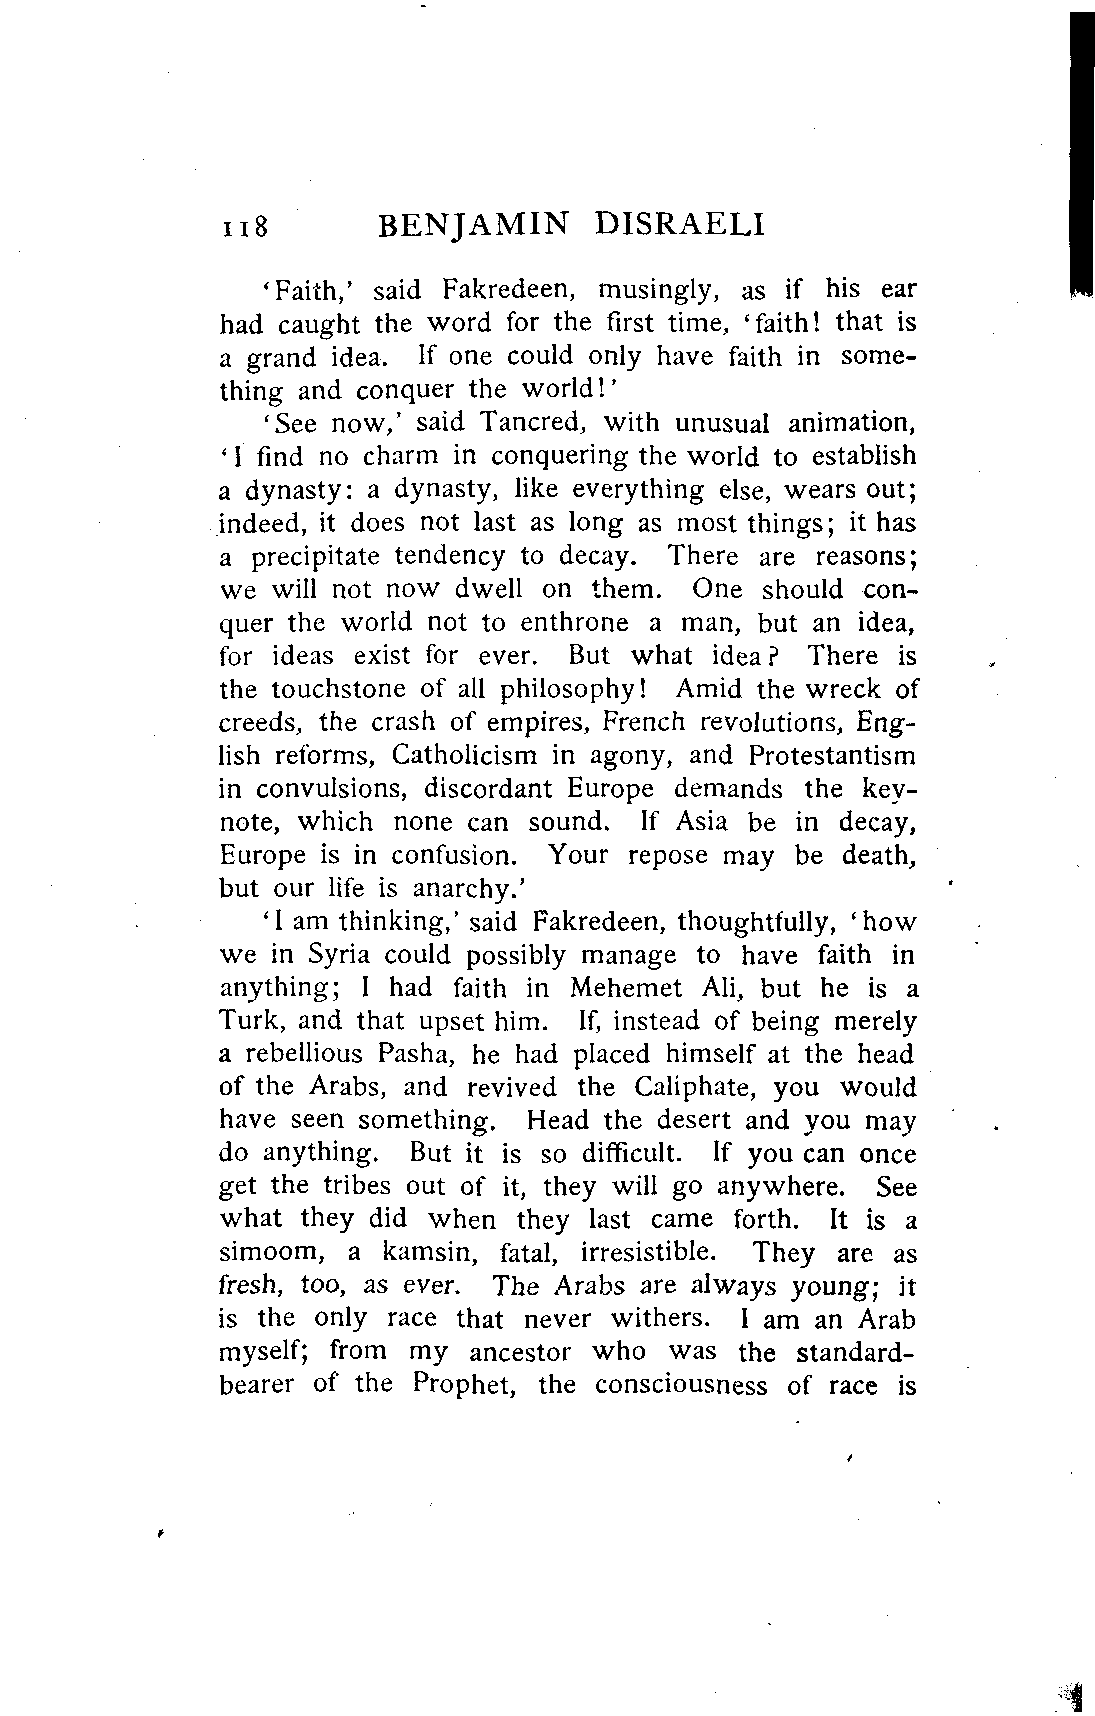 118 BENJAMIN DISRAELI
'Faith,' said Fakredeen, musingly, as if his ear
had caught the word for the first time, 'faith! that is
a grand idea. If one could only have faith in some-
thing and conquer the world!'
'See now,' said Tancred, with unusual animation,
'I find no charm in conquering the world to establish
a dynasty: a dynasty, like everything else, wears out;
indeed, it does not last as long as most things; it has
a precipitate tendency to decay. There are reasons;
we will not now dwell on them. One should con-
quer the world not to enthrone a man, but an idea,
for ideas exist for ever. But what idea? There is
the touchstone of all philosophy! Amid the wreck of
creeds, the crash of empires, French revolutions, Eng-
lish reforms, Catholicism in agony, and Protestantism
in convulsions, discordant Europe demands the key-
note, which none can sound. If Asia be in decay,
Europe is in confusion. Your repose may be death,
but our life is anarchy.'
'I am thinking,' said Fakredeen, thoughtfully, 'how
we in Syria could possibly manage to have faith in
anything; I had faith in Mehemet Ali, but he is a
Turk, and that upset him. If, instead of being merely
a rebellious Pasha, he had placed himself at the head
of the Arabs, and revived the Caliphate, you would
have seen something. Head the desert and you may
do anything. But it is so difficult. If you can once
get the tribes out of it, they will go anywhere. See
what they did when they last came forth. It is a
simoom, a kamsin, fatal, irresistible. They are as
fresh, too, as ever. The Arabs are always young; it
is the only race that never withers. I am an Arab
myself; from my ancestor who was the standard-
bearer of the Prophet, the consciousness of race is